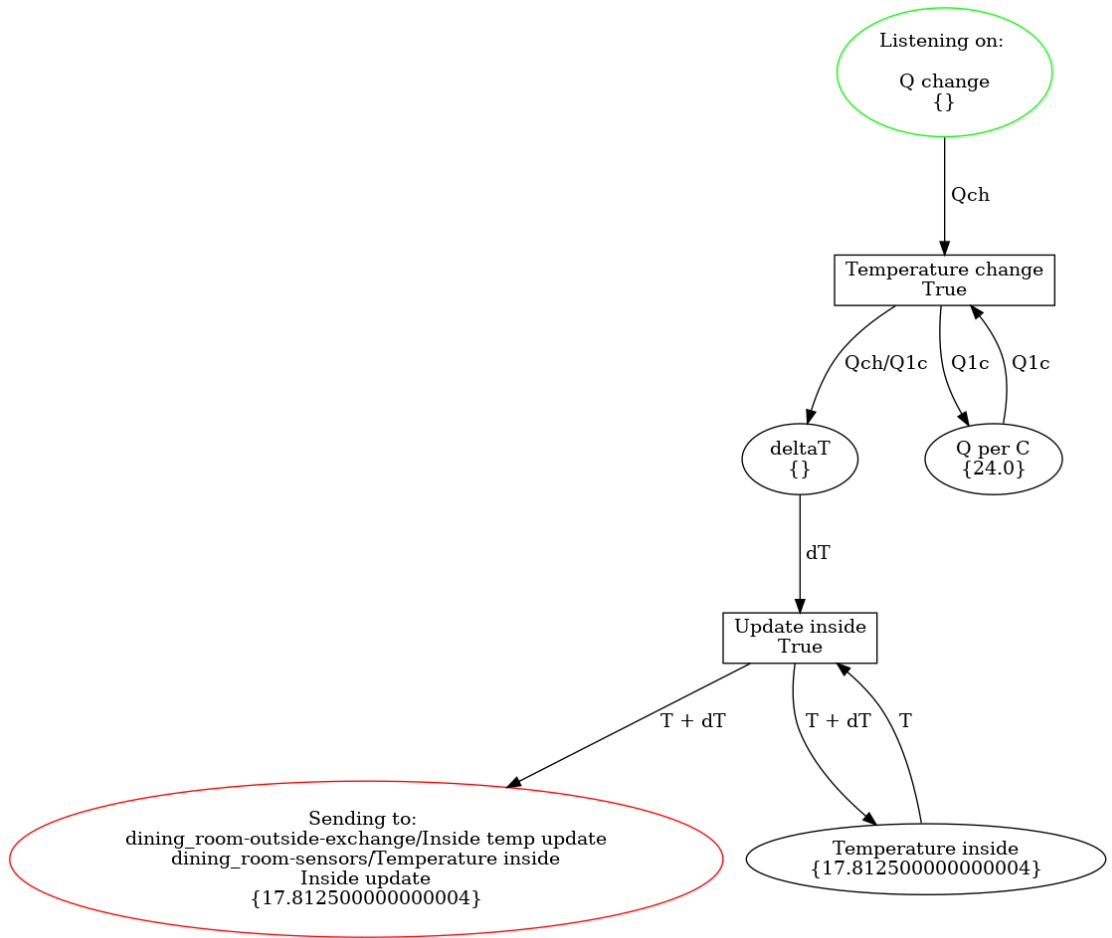 Listening on:
Q change
{}
Qch
Temperature change
True
Qch/Q1c
Q1c
Q1c
deltaT
{}
Q per C
{24.0}
dT
Update inside
True
T + dT
T + dT
T
Sending to:
dining_room-outside-exchange/Inside temp update
dining_room-sensors/Temperature inside
Inside update
{17.812500000000004}
Temperature inside
{17.812500000000004}